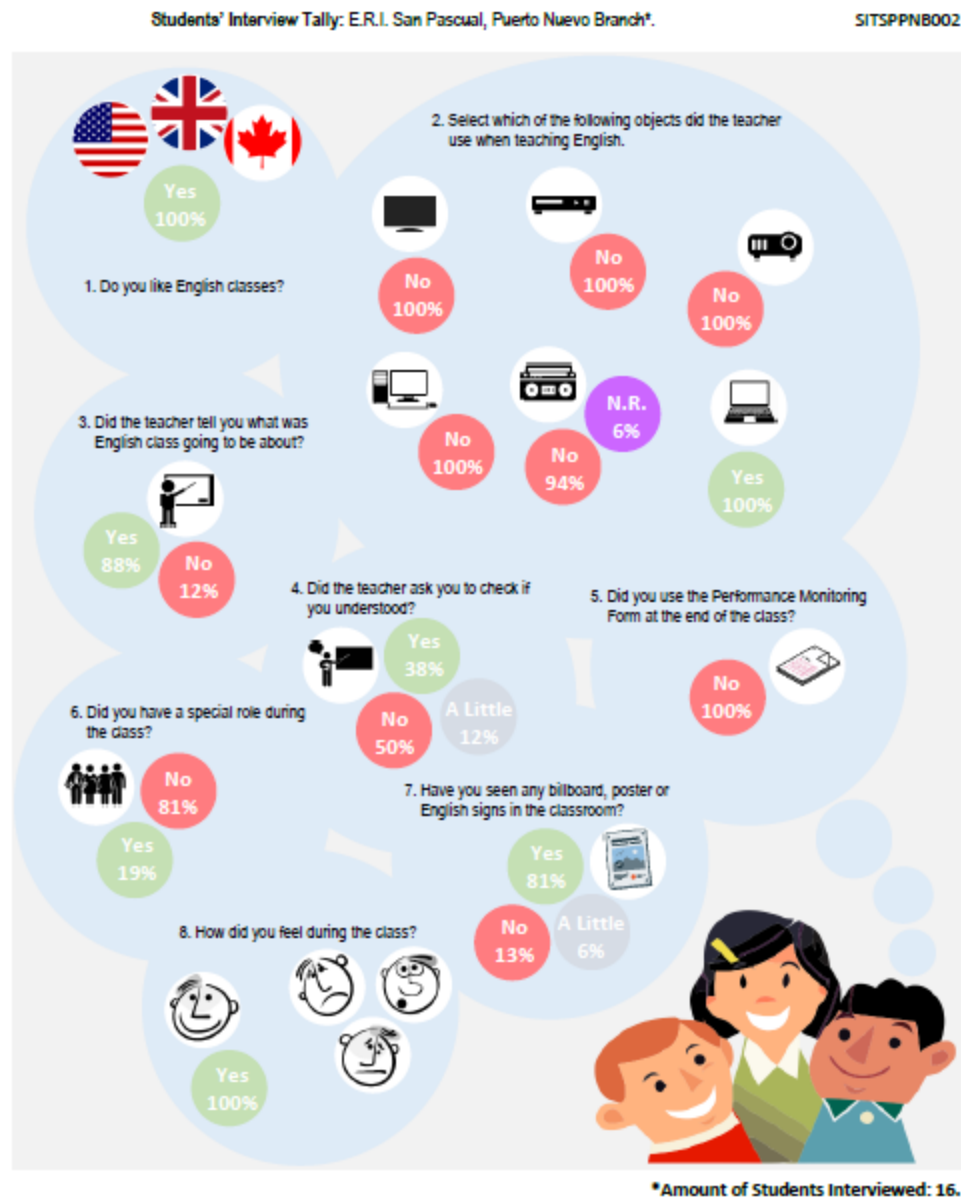 Students' Interview Tally: E.R.I. San Pascual, Puerto Nuevo Branch*.
SITSPPNB002
Yes
100%
1. Do you like English classes?
2. Select which of the following objects did the teacher
use when teaching English.
No
100%
No
100%
No
100%
No
100%
No
94%
N.R.
6%
Yes
100%
3. Did the teacher tell you what was
English class going to be about?
Yes
88%
No
12%
4. Did the teacher ask you to check if
you understood?
Yes
38%
No
50%
A Little
12%
5. Did you use the Performance Monitoring
Form at the end of the class?
No
100%
6. Did you have a special role during
the class?
No
81%
Yes
19%
7. Have you seen any billboard, poster or
English signs in the classroom?
Yes
81%
No
13%
A Little
6%
8. How did you feel during the class?
Yes
100%
*Amount of Students Interviewed: 16.